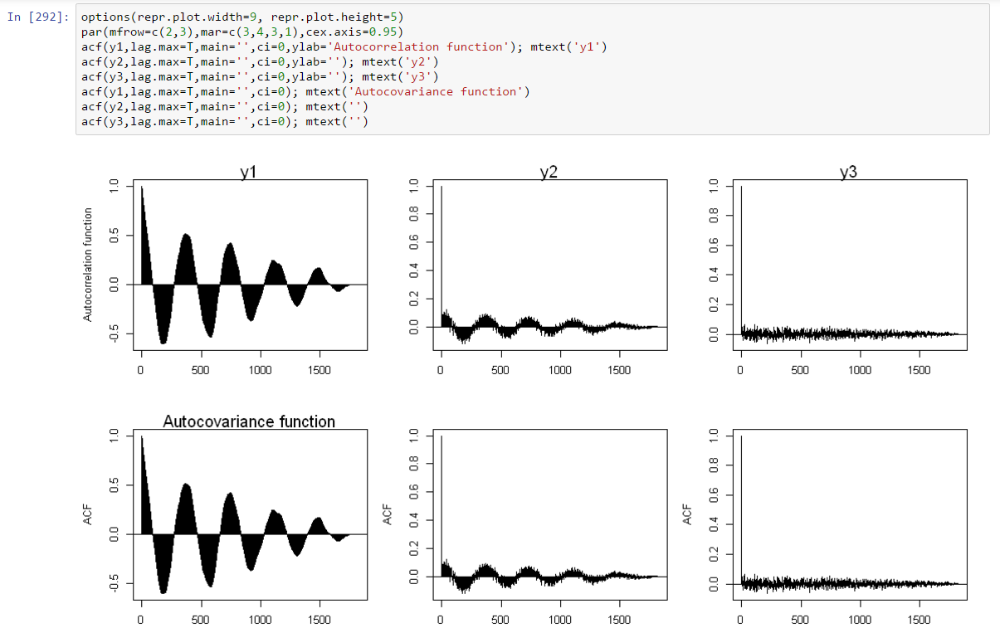 In [292]:
options(repr.plot.width=9, repr.plot.height=5)
par(mfrow=c(2,3),mar=c(3,4,3,1),cex.axis=0.95)
acf(y1,lag.max=T,main='',ci=0,ylab='Autocorrelation function'); mtext('y1')
acf(y2,lag.max=T,main='',ci=0,ylab=''); mtext('y2')
acf(y3,lag.max=T,main='',ci=0,ylab=''); mtext('y3')
acf(y1,lag.max=T,main='',ci=0); mtext('Autocovariance function')
acf(y2,lag.max=T,main='',ci=0); mtext('')
acf(y3,lag.max=T,main='',ci=0); mtext('')
y1
Autocorrelation function
1.0
0.5
0.0
-0.5
0 500 1000 1500
y2
1.0
0.8
0.6
0.4
0.2
0.0
0 500 1000 1500
y3
1.0
0.8
0.6
0.4
0.2
0.0
0 500 1000 1500
Autocovariance function
ACF
1.0
0.5
0.0
-0.5
0 500 1000 1500
ACF
1.0
0.8
0.6
0.4
0.2
0.0
0 500 1000 1500
ACF
1.0
0.8
0.6
0.4
0.2
0.0
0 500 1000 1500